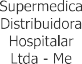 Supermedica
Distribuidora
Hospitalar
Ltda - Me